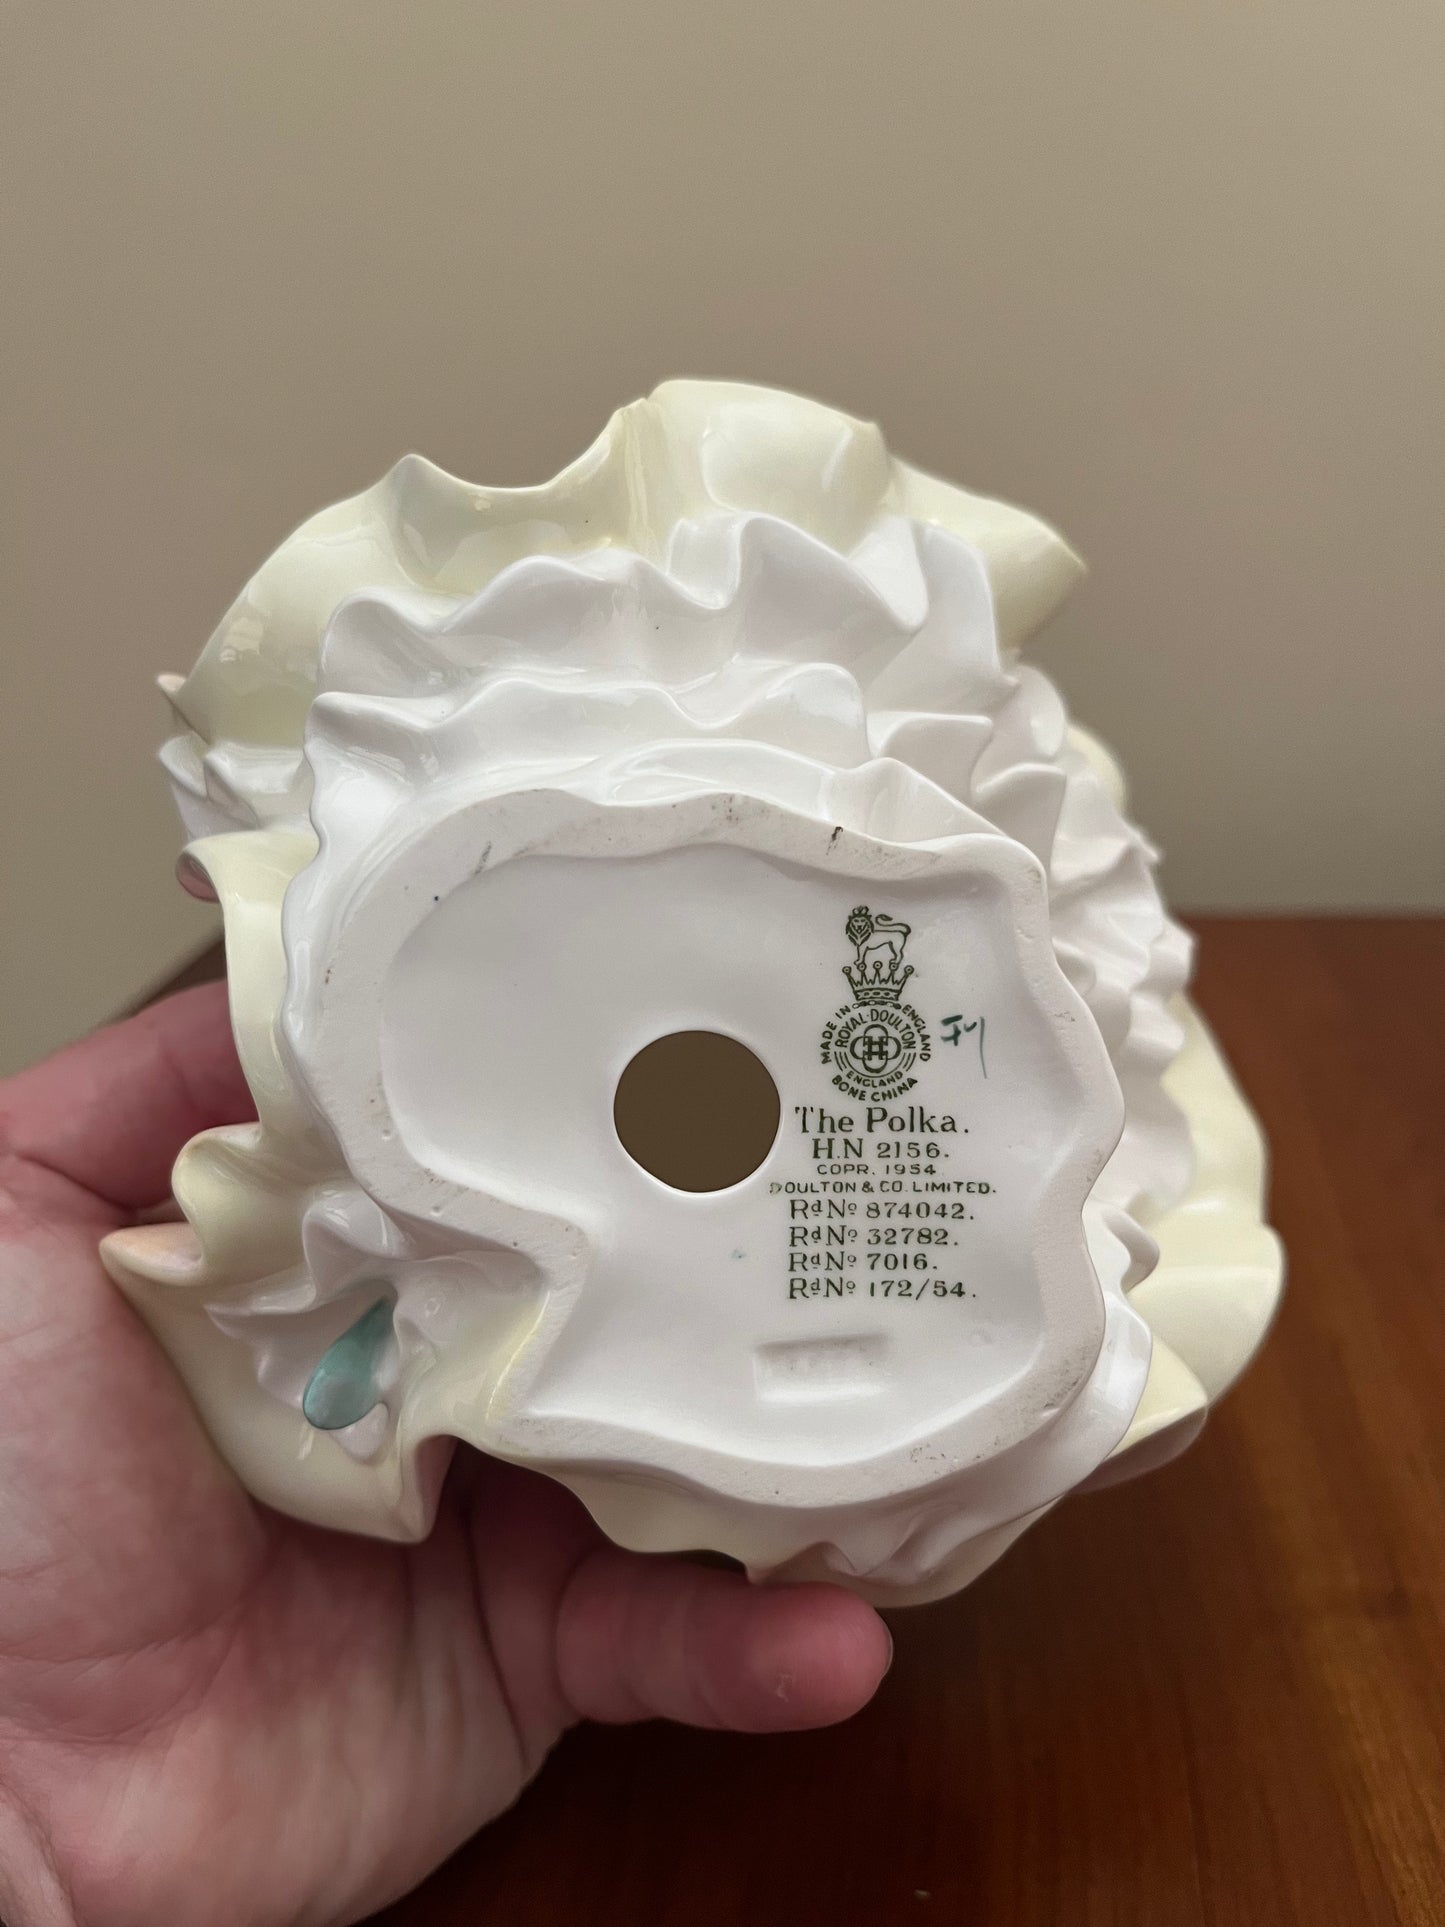 MADE IN ENGLAND
ROYAL·DOULTON
ENGLAND
BONE CHINA
The Polka.
H.N 2156.
COPR. 1954
DOULTON & CO. LIMITED.
Rd No 874042.
Rd No 32782.
Rd No 7016.
Rd No 172/54.